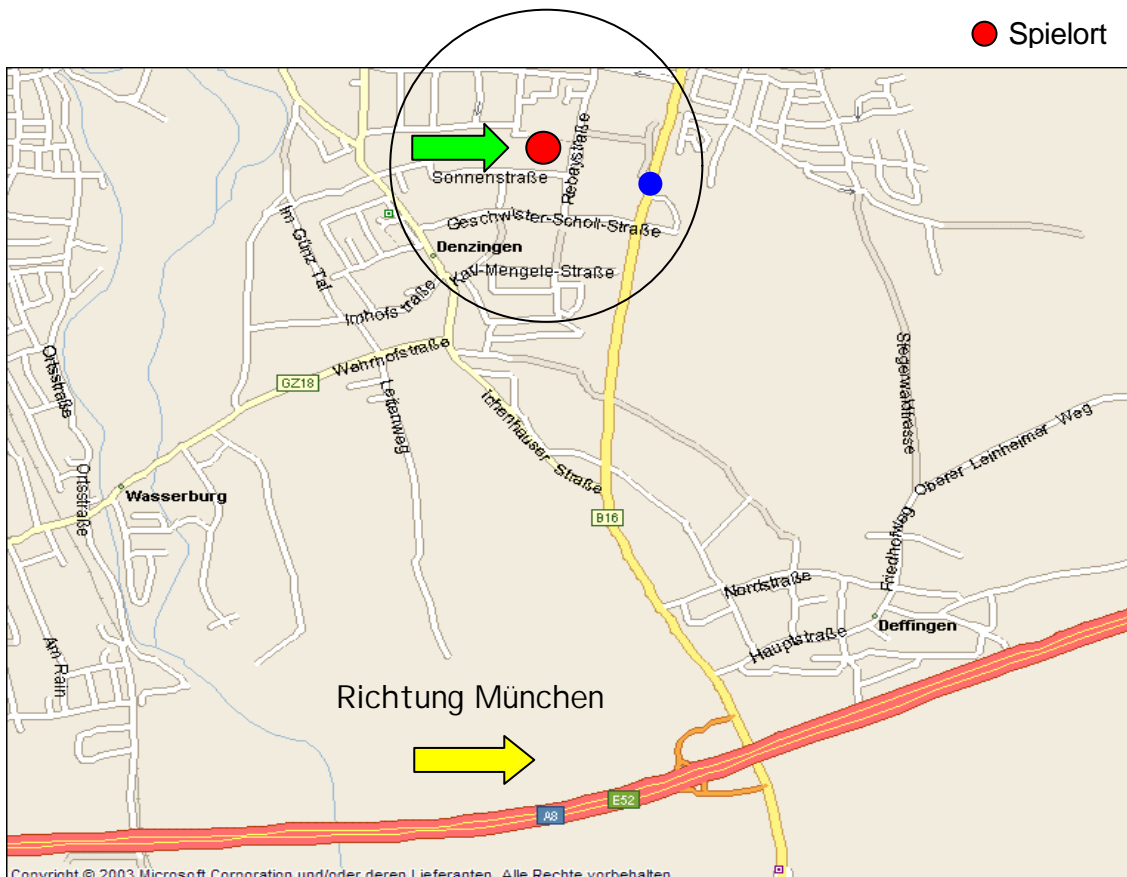 Spielort
Sonnenstraße
Rebaystraße
Geschwister-Scholl-Straße
Denzingen
Karl-Mengele-Straße
Im Günz Tal
Imhofstraße
Wehrhofstraße
GZ18
Ortsstraße
Leitenweg
Ichenhauser Straße
Stegerwaldtrasse
Oberer Leinheimer Weg
Wasserburg
Ortsstraße
B16
Friedhofweg
Nordstraße
Deffingen
Hauptstraße
Am Rain
Richtung München
E52
A8
Copyright © 2003 Microsoft Corporation und/oder deren Lieferanten. Alle Rechte vorbehalten.